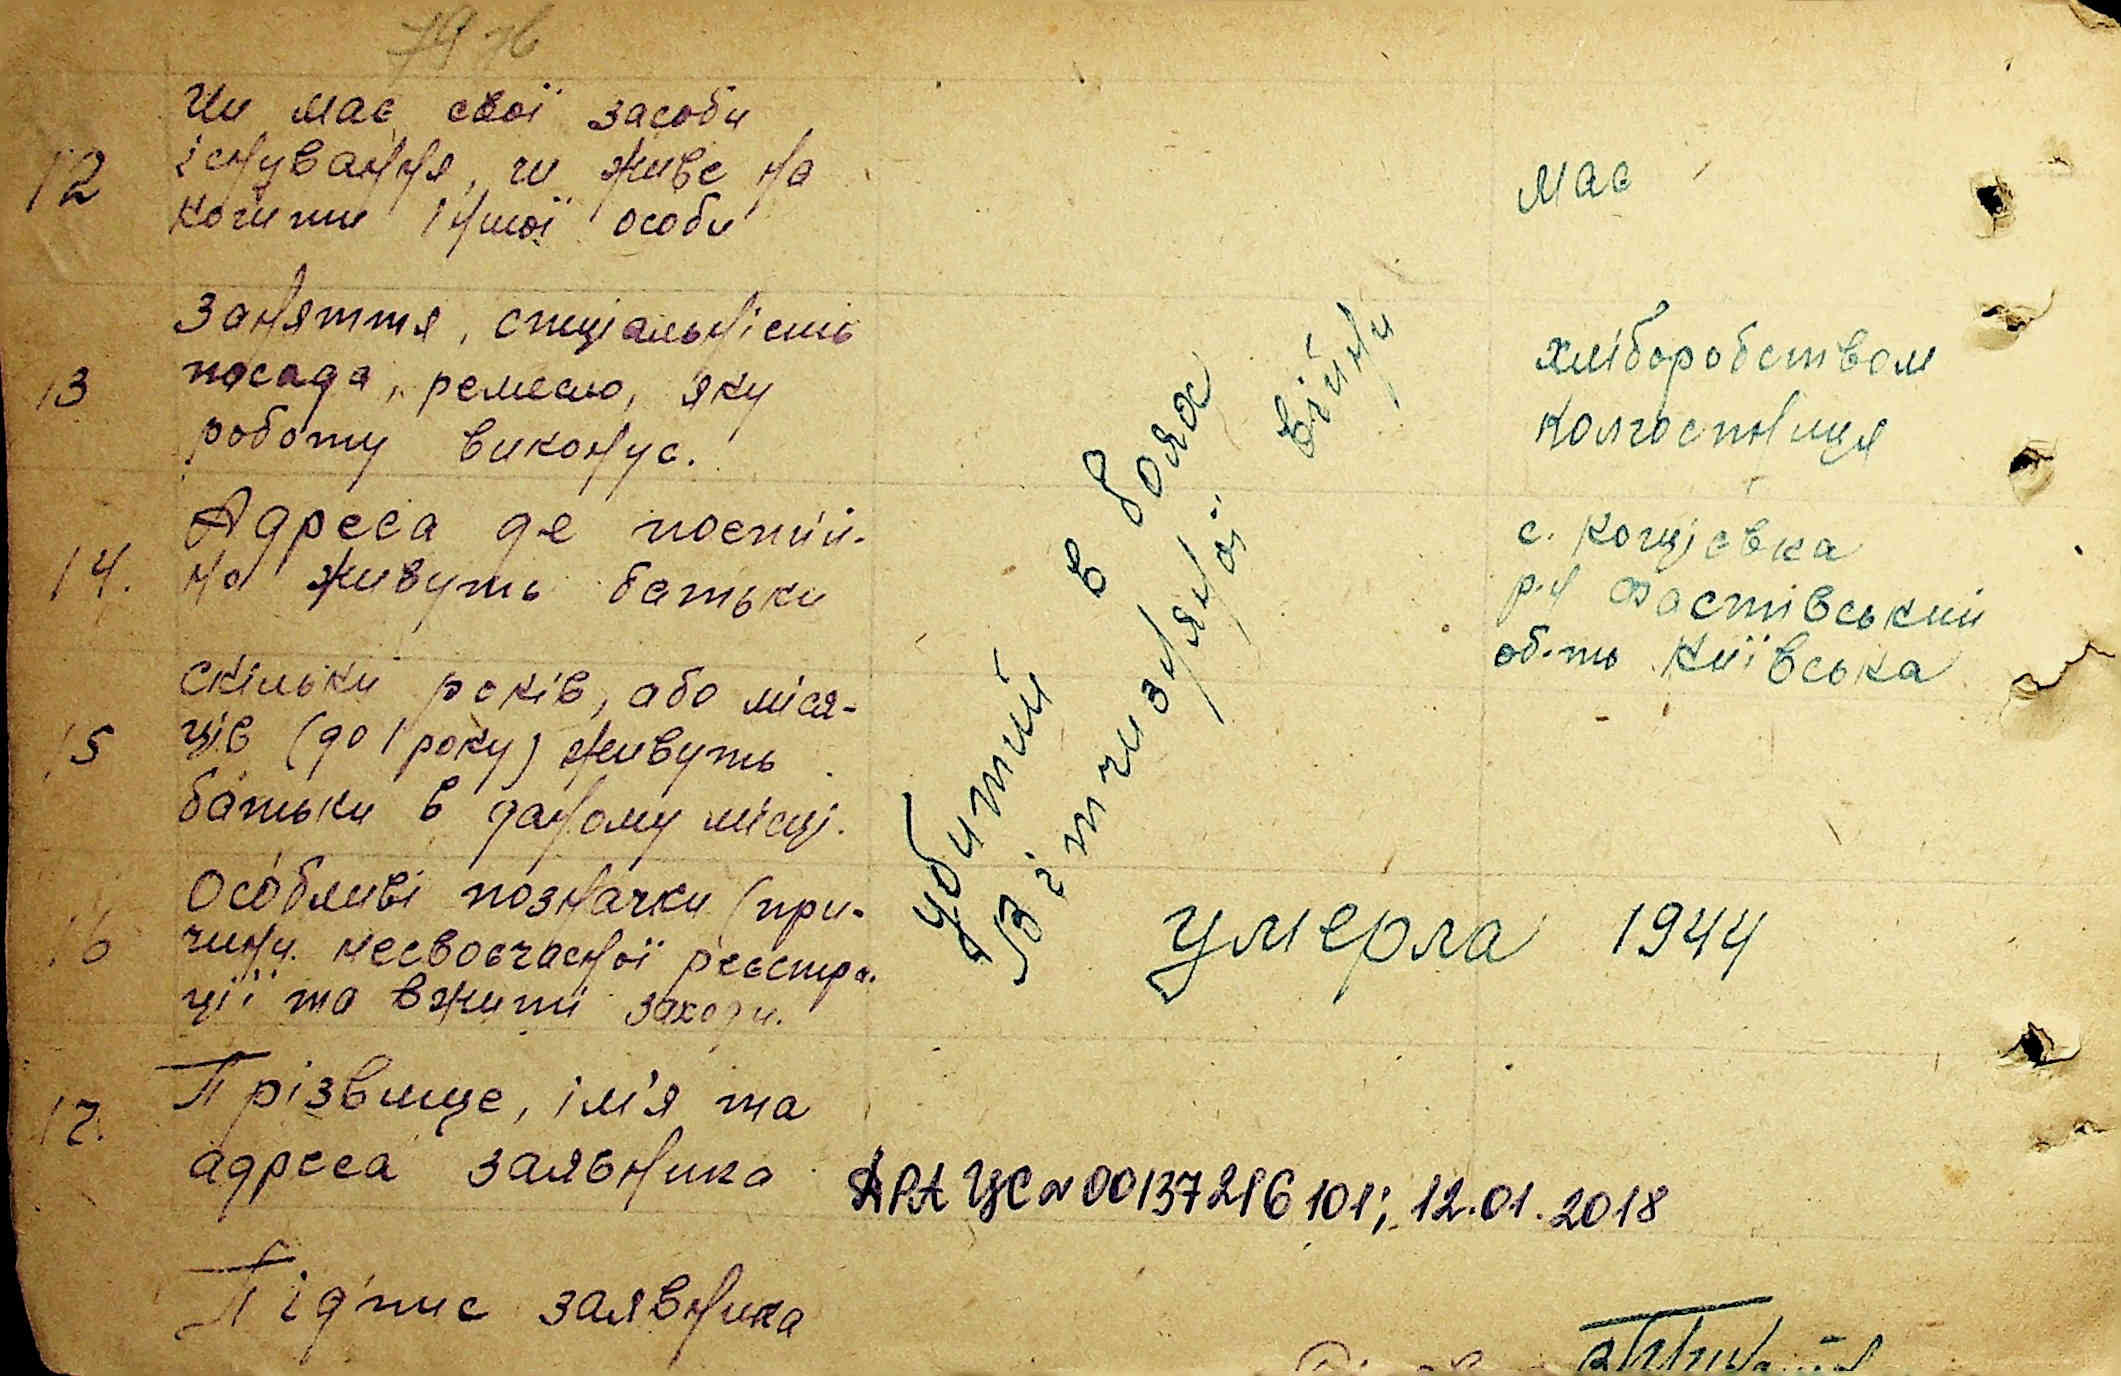 Чи має свої засоби
12 існування, чи живе на
кошти іншої особи
має
Заняття, спеціальність
13 посада, ремесло, яку
роботу виконує.
хліборобством
колгоспниця
Адреса де постій-
14. но живуть батьки
с. Кощієвка
р-н Фастівський
об-ть Київська
скільки років, або міся-
15 ців (до 1 року) живуть
батьки в даному місці.
убитий в боях
Вітчизняної війни
Особливі позначки (при-
16 чини несвоєчасної реєстра-
ції та вжиті заходи.
умерла 1944
17. Прізвище, ім'я та
адреса заявника
ДРАЦС № 00137216101; 12.01.2018
Підпис заявника